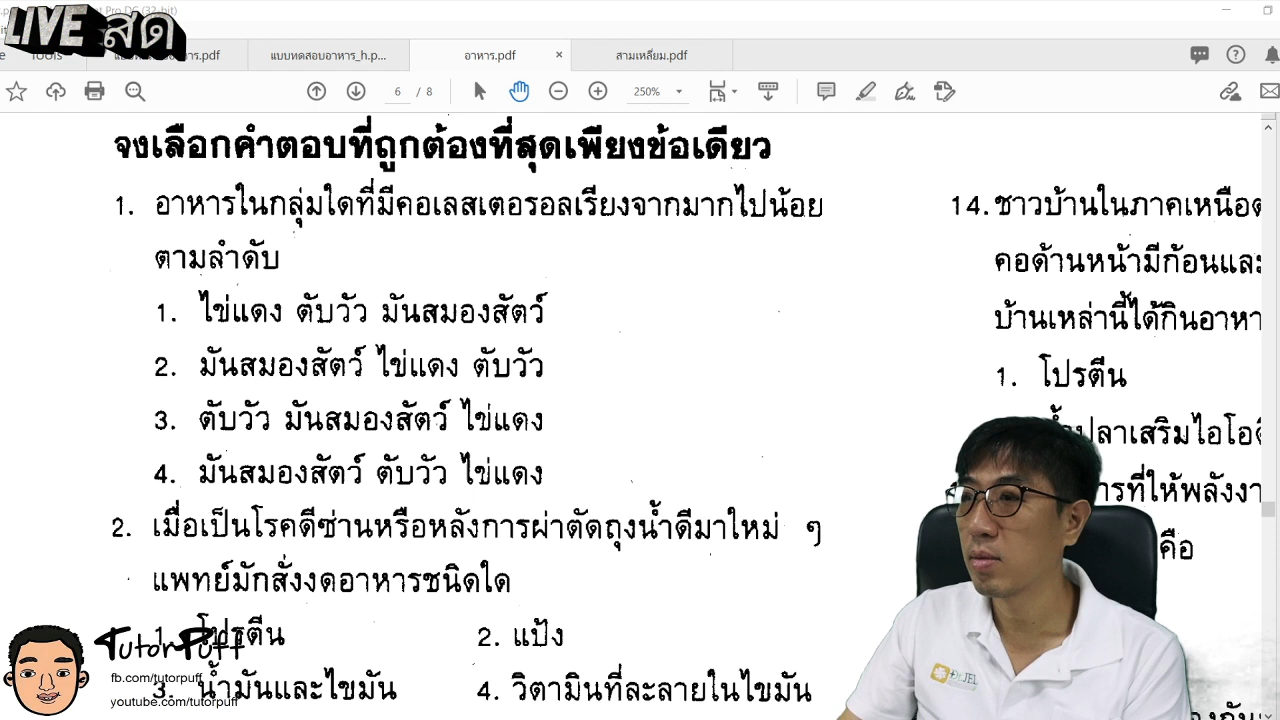 LIVE สด
Tools
แบบทดสอบอาหาร_h.p...
อาหาร.pdf
สามเหลี่ยม.pdf
6 / 8
250%
จงเลือกคำตอบที่ถูกต้องที่สุดเพียงข้อเดียว
1. อาหารในกลุ่มใดที่มีคอเลสเตอรอลเรียงจากมากไปน้อย
ตามลำดับ
1. ไข่แดง ตับวัว มันสมองสัตว์
2. มันสมองสัตว์ ไข่แดง ตับวัว
3. ตับวัว มันสมองสัตว์ ไข่แดง
4. มันสมองสัตว์ ตับวัว ไข่แดง
2. เมื่อเป็นโรคดีซ่านหรือหลังการผ่าตัดถุงน้ำดีมาใหม่ ๆ
แพทย์มักสั่งงดอาหารชนิดใด
1. โปรตีน 2. แป้ง
3. น้ำมันและไขมัน 4. วิตามินที่ละลายในไขมัน
14. ชาวบ้านในภาคเหนือ
คอด้านหน้ามีก้อนและ
บ้านเหล่านี้ได้กินอาหา
1. โปรตีน
คือ
TutorPuff
fb.com/tutorpuff
youtube.com/tutorpuff
Dr.JEL